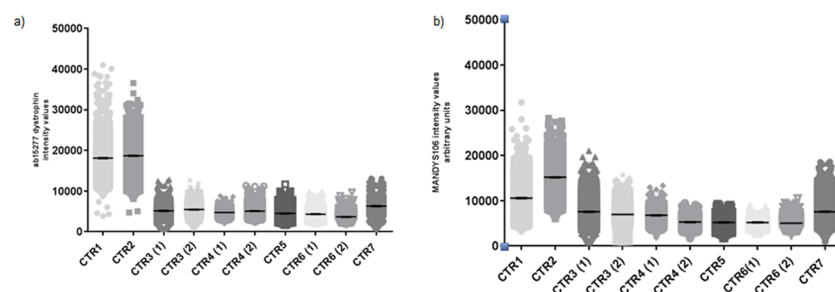 a)
ab15277 dystrophin
intensity values
50000
40000
30000
20000
10000
0
CTR1
CTR2
CTR3 (1)
CTR3 (2)
CTR4 (1)
CTR4 (2)
CTR5
CTR6 (1)
CTR6 (2)
CTR7
b)
MANDYS106 intensity values
arbitrary units
50000
40000
30000
20000
10000
0
CTR1
CTR2
CTR3 (1)
CTR3 (2)
CTR4 (1)
CTR4 (2)
CTR5
CTR6(1)
CTR6 (2)
CTR7